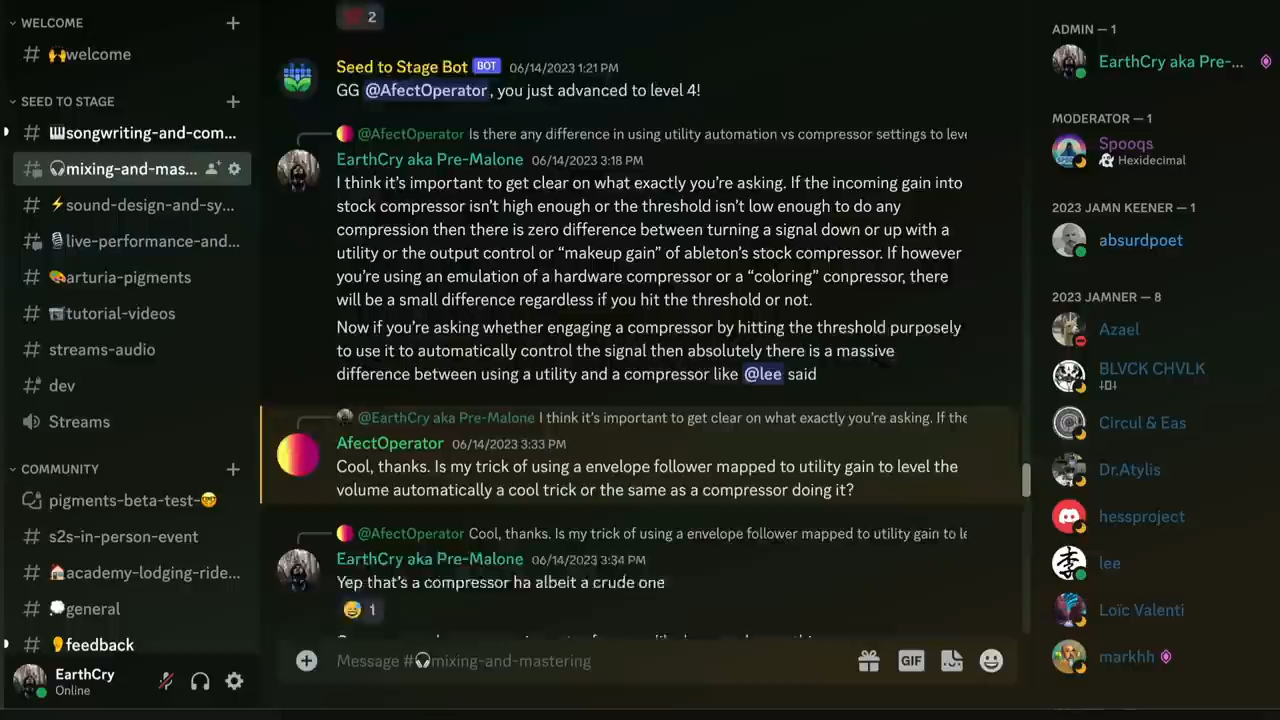 WELCOME
# 🙌welcome
SEED TO STAGE
# 🎹songwriting-and-com...
# 🎧mixing-and-mas...
# ⚡sound-design-and-sy...
# 🎙live-performance-and...
# 🎨arturia-pigments
# 📹tutorial-videos
# streams-audio
# dev
Streams
COMMUNITY
pigments-beta-test-🤓
# s2s-in-person-event
# 🏠academy-lodging-ride...
# 💭general
# 👂feedback
EarthCry
Online
2
Seed to Stage Bot BOT 06/14/2023 1:21 PM
GG @AfectOperator, you just advanced to level 4!
@AfectOperator Is there any difference in using utility automation vs compressor settings to leve
EarthCry aka Pre-Malone 06/14/2023 3:18 PM
I think it's important to get clear on what exactly you're asking. If the incoming gain into
stock compressor isn't high enough or the threshold isn't low enough to do any
compression then there is zero difference between turning a signal down or up with a
utility or the output control or “makeup gain” of ableton's stock compressor. If however
you're using an emulation of a hardware compressor or a “coloring” conpressor, there
will be a small difference regardless if you hit the threshold or not.
Now if you're asking whether engaging a compressor by hitting the threshold purposely
to use it to automatically control the signal then absolutely there is a massive
difference between using a utility and a compressor like @lee said
@EarthCry aka Pre-Malone I think it's important to get clear on what exactly you're asking. If the
AfectOperator 06/14/2023 3:33 PM
Cool, thanks. Is my trick of using a envelope follower mapped to utility gain to level the
volume automatically a cool trick or the same as a compressor doing it?
@AfectOperator Cool, thanks. Is my trick of using a envelope follower mapped to utility gain to le
EarthCry aka Pre-Malone 06/14/2023 3:34 PM
Yep that's a compressor ha albeit a crude one
😅 1
Message #🎧mixing-and-mastering
GIF
ADMIN — 1
EarthCry aka Pre-...
MODERATOR — 1
Spooqs
Hexidecimal
2023 JAMN KEENER — 1
absurdpoet
2023 JAMNER — 8
Azael
BLVCK CHVLK
Circul & Eas
Dr.Atylis
hessproject
lee
Loïc Valenti
markhh